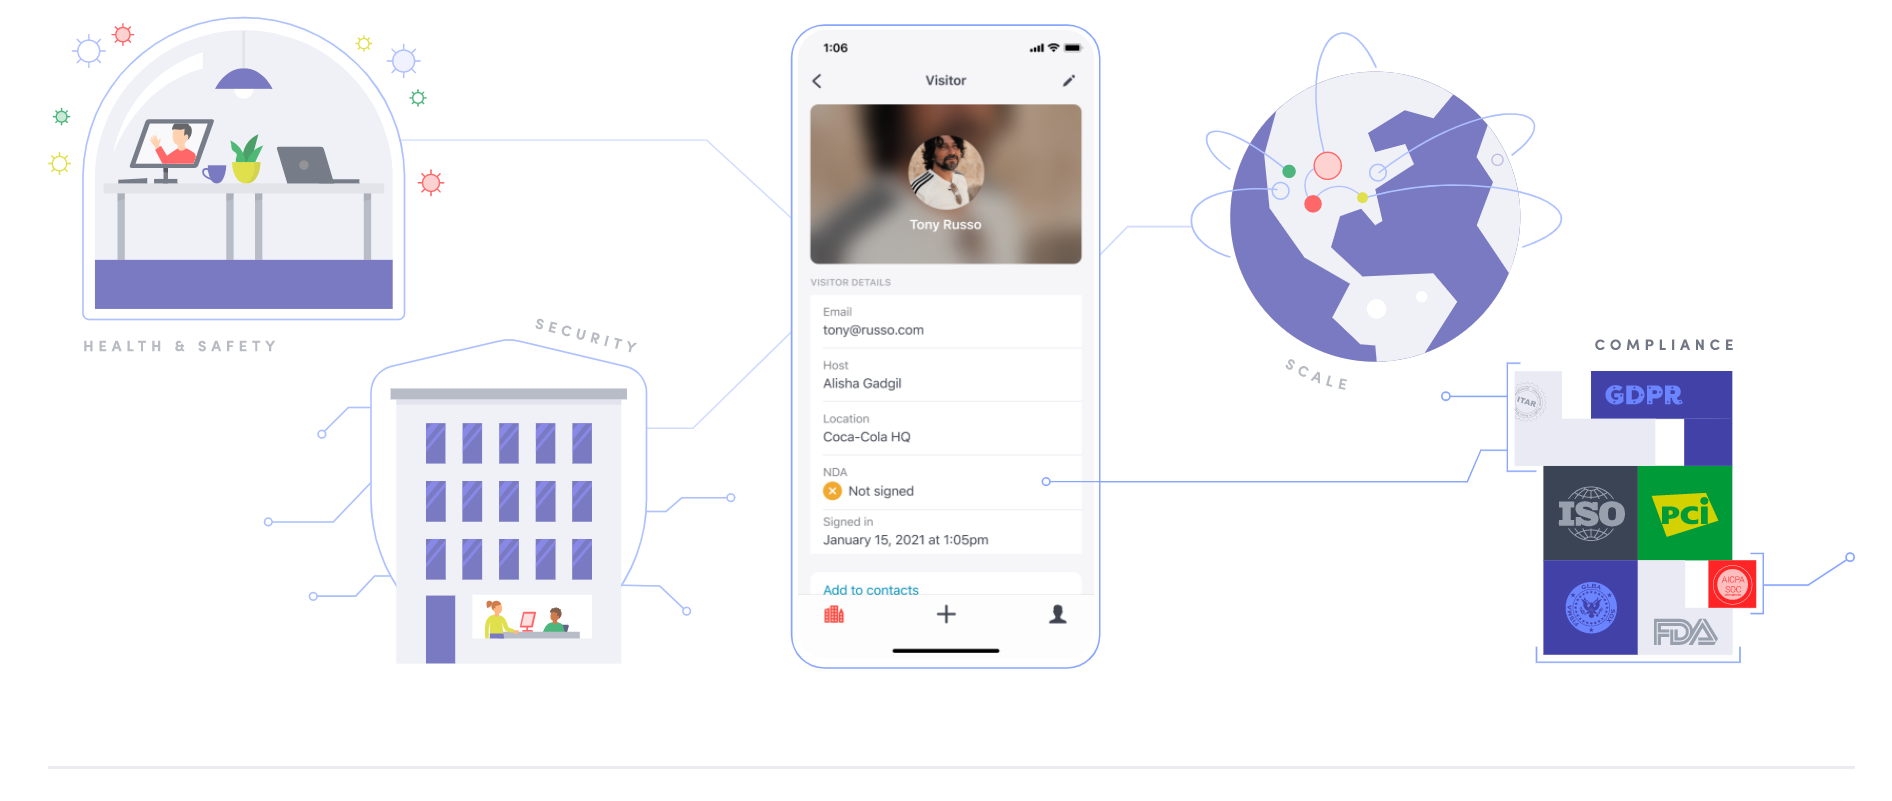 1:06
Visitor
Tony Russo
VISITOR DETAILS
Email
tony@russo.com
Host
Alisha Gadgil
Location
Coca-Cola HQ
NDA
Not signed
Signed in
January 15, 2021 at 1:05pm
Add to contacts
HEALTH & SAFETY
SECURITY
SCALE
COMPLIANCE
ITAR
GDPR
ISO
PCi
AICPA
SOC
FDA